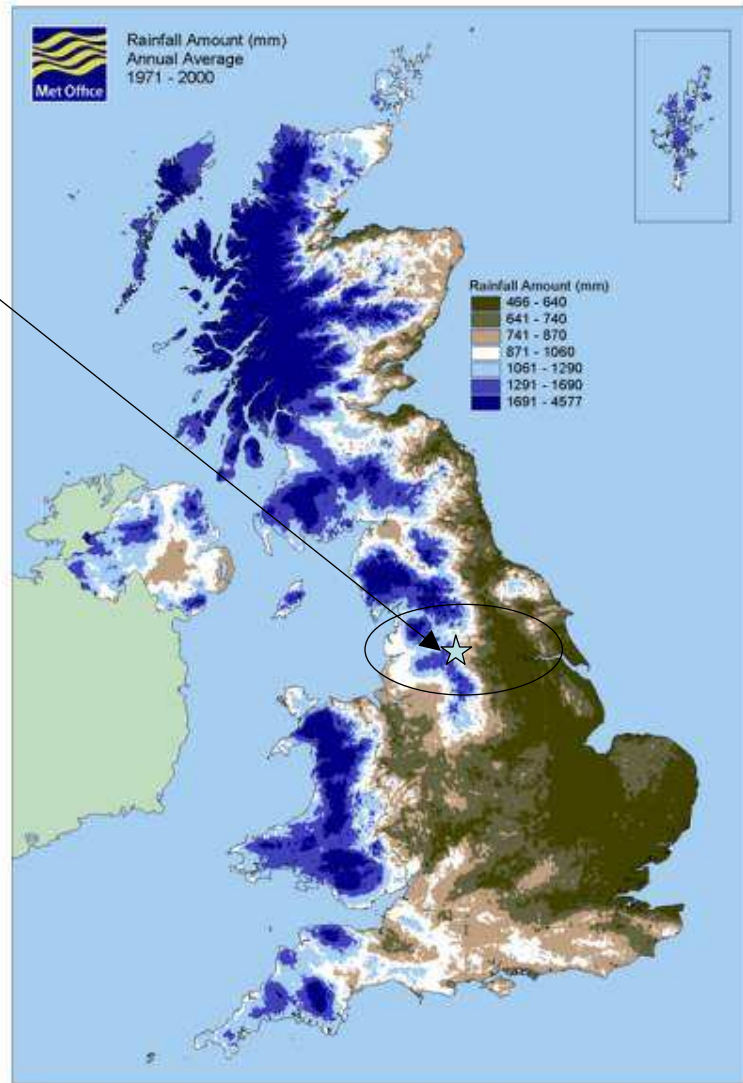 Met Office
Rainfall Amount (mm)
Annual Average
1971 - 2000
Rainfall Amount (mm)
466 - 640
641 - 740
741 - 870
871 - 1060
1061 - 1290
1291 - 1690
1691 - 4577